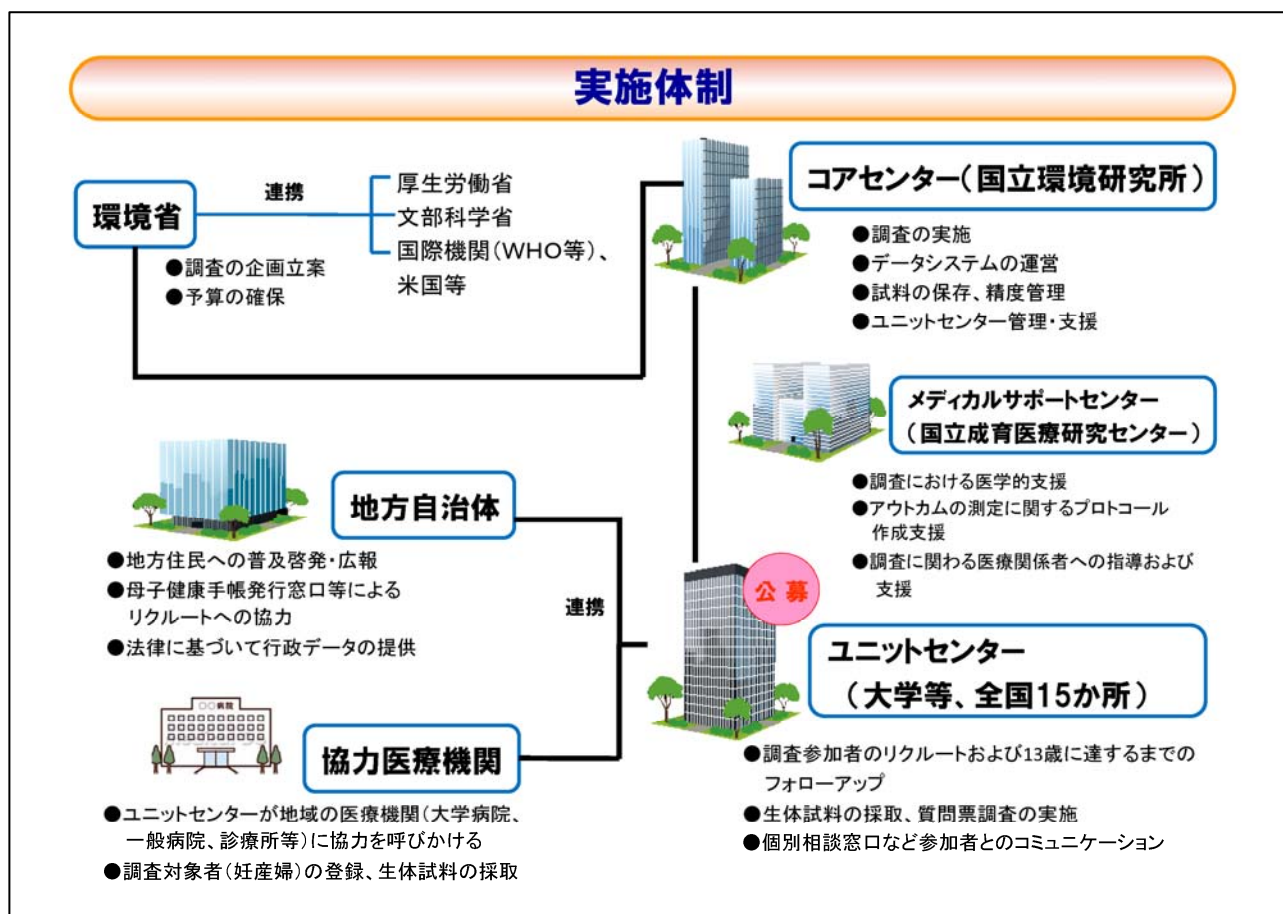 実施体制
環境省
連携
厚生労働省
文部科学省
国際機関(WHO等)、
米国等
●調査の企画立案
●予算の確保
コアセンター(国立環境研究所)
●調査の実施
●データシステムの運営
●試料の保存、精度管理
●ユニットセンター管理・支援
メディカルサポートセンター
(国立成育医療研究センター)
●調査における医学的支援
●アウトカムの測定に関するプロトコール
作成支援
●調査に関わる医療関係者への指導および
支援
地方自治体
●地方住民への普及啓発・広報
●母子健康手帳発行窓口等による
リクルートへの協力
●法律に基づいて行政データの提供
連携
公募
ユニットセンター
(大学等、全国15か所)
●調査参加者のリクルートおよび13歳に達するまでの
フォローアップ
●生体試料の採取、質問票調査の実施
●個別相談窓口など参加者とのコミュニケーション
○○病院
協力医療機関
●ユニットセンターが地域の医療機関(大学病院、
一般病院、診療所等)に協力を呼びかける
●調査対象者(妊産婦)の登録、生体試料の採取